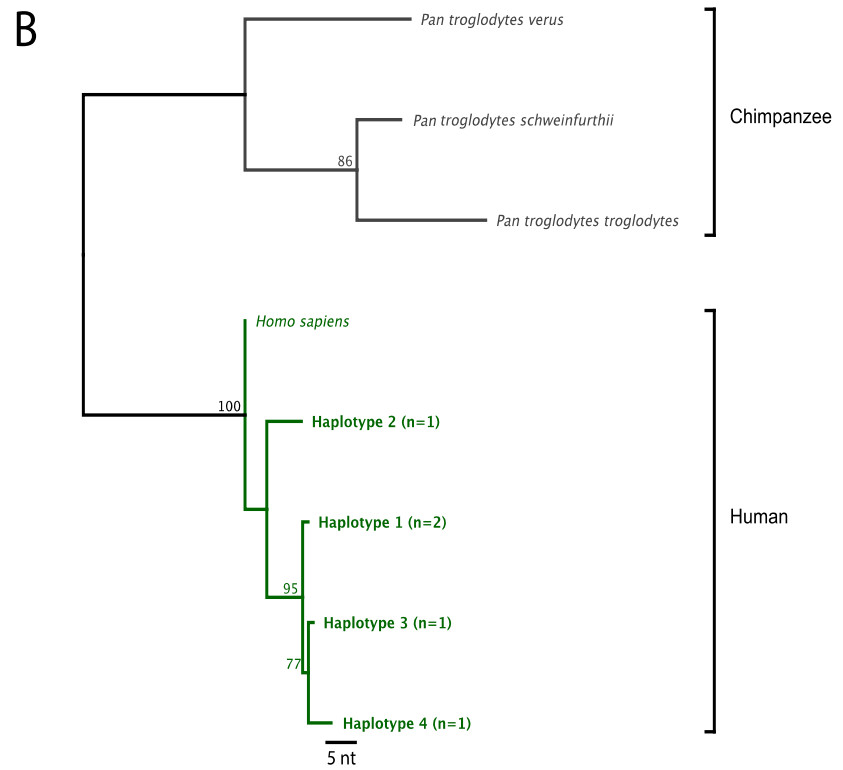 B
Pan troglodytes verus
Pan troglodytes schweinfurthii
Chimpanzee
86
Pan troglodytes troglodytes
Homo sapiens
100
Haplotype 2 (n=1)
Haplotype 1 (n=2)
Human
95
Haplotype 3 (n=1)
77
Haplotype 4 (n=1)
5 nt